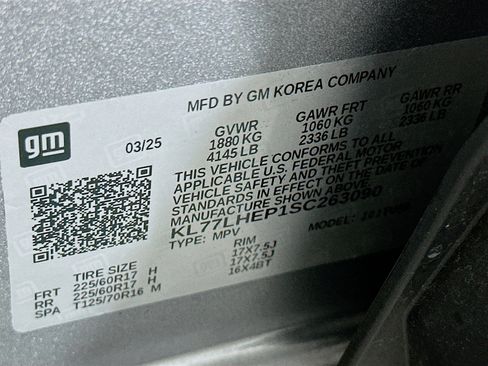 MFD BY GM KOREA COMPANY
gm
03/25
GVWR GAWR FRT GAWR RR
1880 KG 1060 KG 1060 KG
4145 LB 2336 LB 2336 LB
THIS VEHICLE CONFORMS TO ALL
APPLICABLE U.S. FEDERAL MOTOR
VEHICLE SAFETY, AND THEFT PREVENTION
STANDARDS IN EFFECT ON THE DATE OF
MANUFACTURE SHOWN ABOVE.
KL77LHEP1SC263090
TYPE: MPV MODEL:
TIRE SIZE RIM
FRT 225/60R17 H 17X7.5J
RR 225/60R17 H 17X7.5J
SPA T125/70R16 M 16X4BT